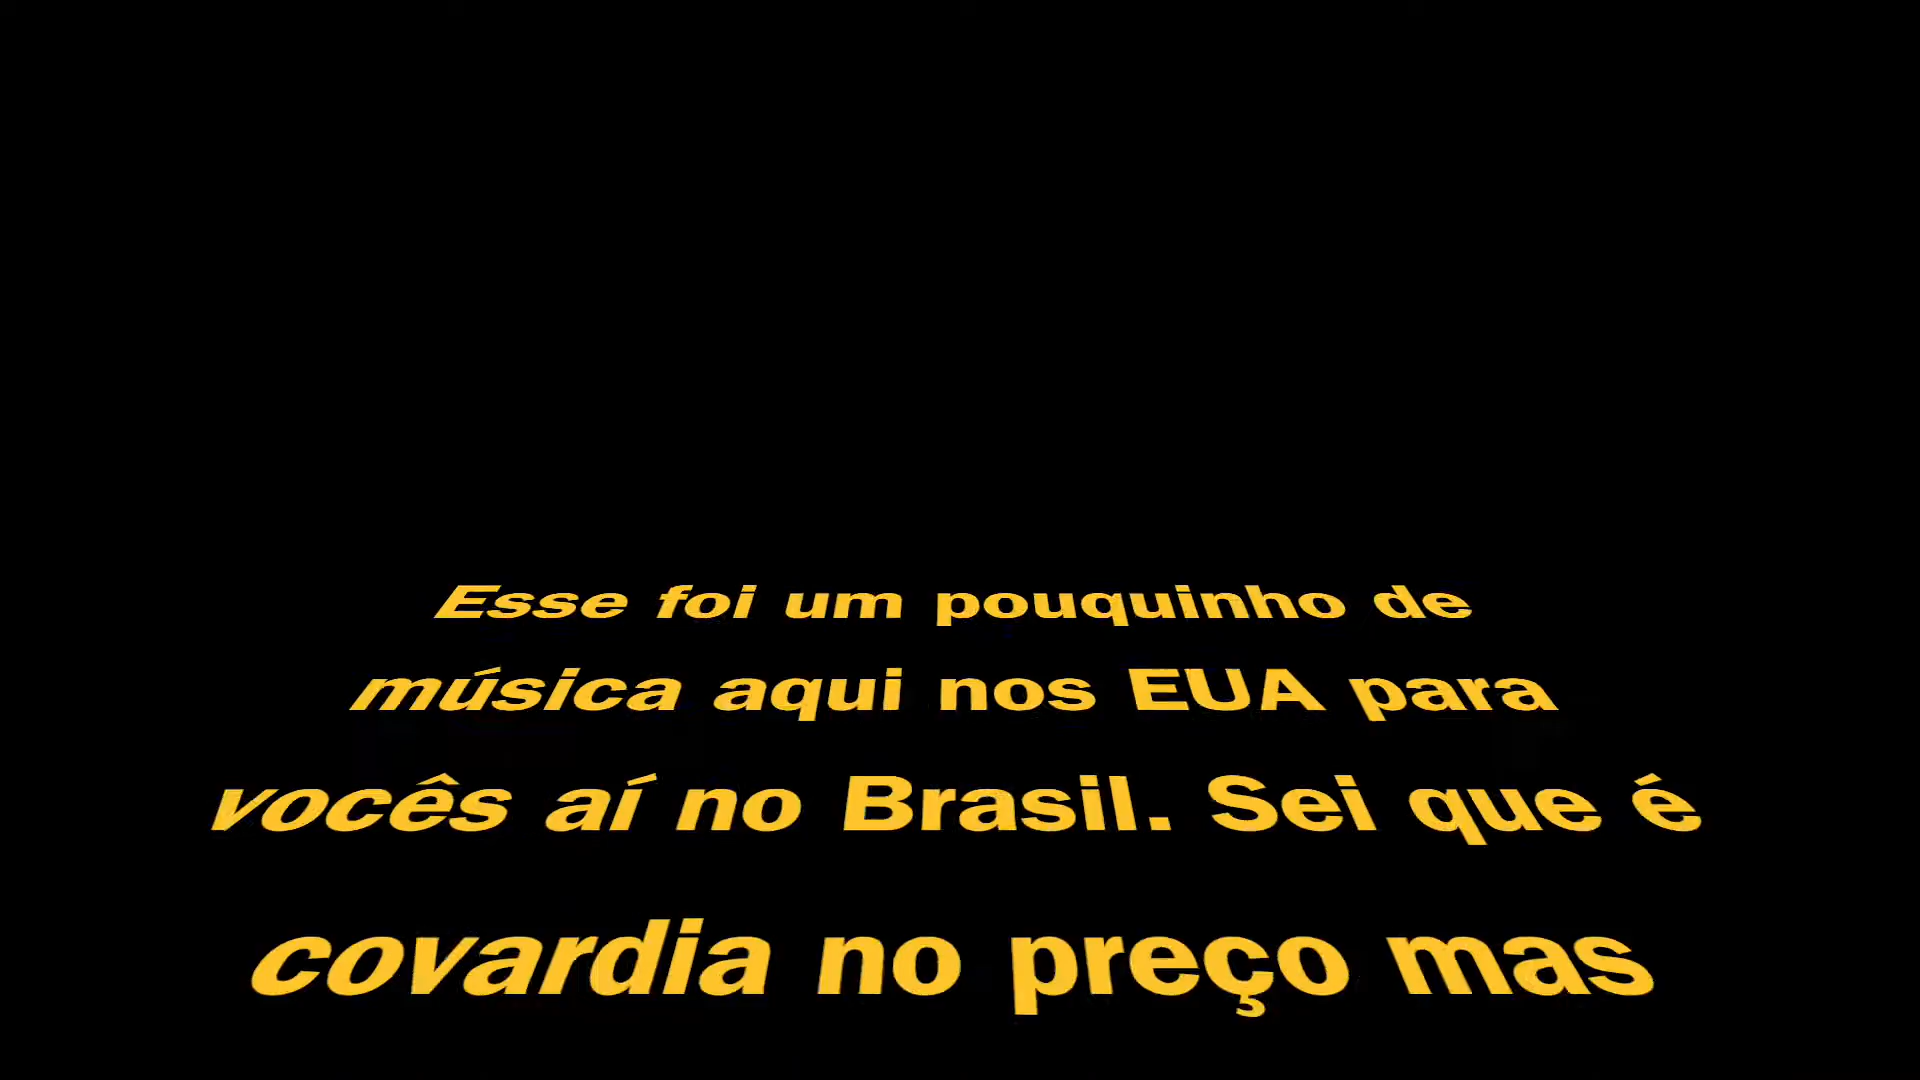 Esse foi um pouquinho de
música aqui nos EUA para
vocês aí no Brasil. Sei que é
covardia no preço mas